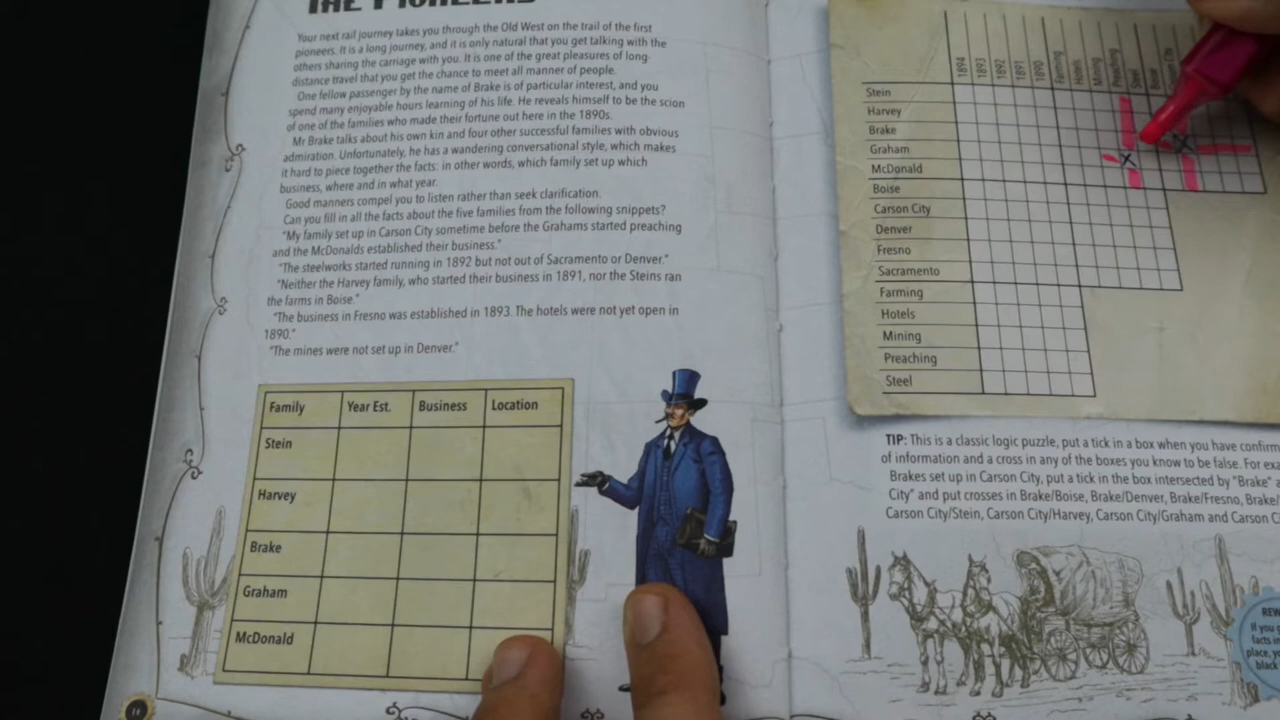 THE PIONEERS
Your next rail journey takes you through the Old West on the trail of the first
pioneers. It is a long journey, and it is only natural that you get talking with the
others sharing the carriage with you. It is one of the great pleasures of long-
distance travel that you get the chance to meet all manner of people.
One fellow passenger by the name of Brake is of particular interest, and you
spend many enjoyable hours learning of his life. He reveals himself to be the scion
of one of the families who made their fortune out here in the 1890s.
Mr Brake talks about his own kin and four other successful families with obvious
admiration. Unfortunately, he has a wandering conversational style, which makes
it hard to piece together the facts: in other words, which family set up which
business, where and in what year.
Good manners compel you to listen rather than seek clarification.
Can you fill in all the facts about the five families from the following snippets?
"My family set up in Carson City sometime before the Grahams started preaching
and the McDonalds established their business."
"The steelworks started running in 1892 but not out of Sacramento or Denver."
"Neither the Harvey family, who started their business in 1891, nor the Steins ran
the farms in Boise."
"The business in Fresno was established in 1893. The hotels were not yet open in
1890."
"The mines were not set up in Denver."
Family Year Est. Business Location
Stein
Harvey
Brake
Graham
McDonald
1894 1893 1892 1891 1890 Farming Hotels Mining Preaching Steel Boise City
Stein
Harvey
Brake
Graham
McDonald
Boise
Carson City
Denver
Fresno
Sacramento
Farming
Hotels
Mining
Preaching
Steel
TIP: This is a classic logic puzzle, put a tick in a box when you have confirm
of information and a cross in any of the boxes you know to be false. For exa
Brakes set up in Carson City, put a tick in the box intersected by "Brake" a
City" and put crosses in Brake/Boise, Brake/Denver, Brake/Fresno, Brake/
Carson City/Stein, Carson City/Harvey, Carson City/Graham and Carson C
REW
If you g
facts in
place, yo
black